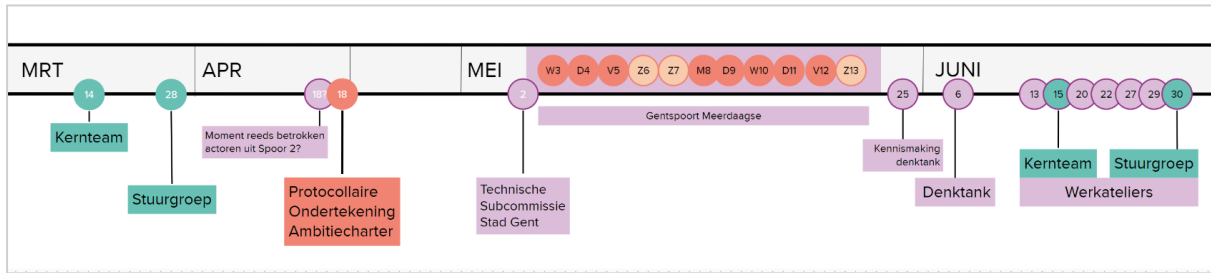 MRT
APR
MEI
JUNI
W3 D4 V5 Z6 Z7 M8 D9 W10 D11 V12 Z13
14
28
18?
18
2
25
6
13 15 20 22 27 29 30
Kernteam
Stuurgroep
Moment reeds betrokken
actoren uit Spoor 2?
Protocollaire
Ondertekening
Ambitiecharter
Technische
Subcommissie
Stad Gent
Gentspoort Meerdaagse
Kennismaking
denktank
Denktank
Kernteam
Stuurgroep
Werkateliers